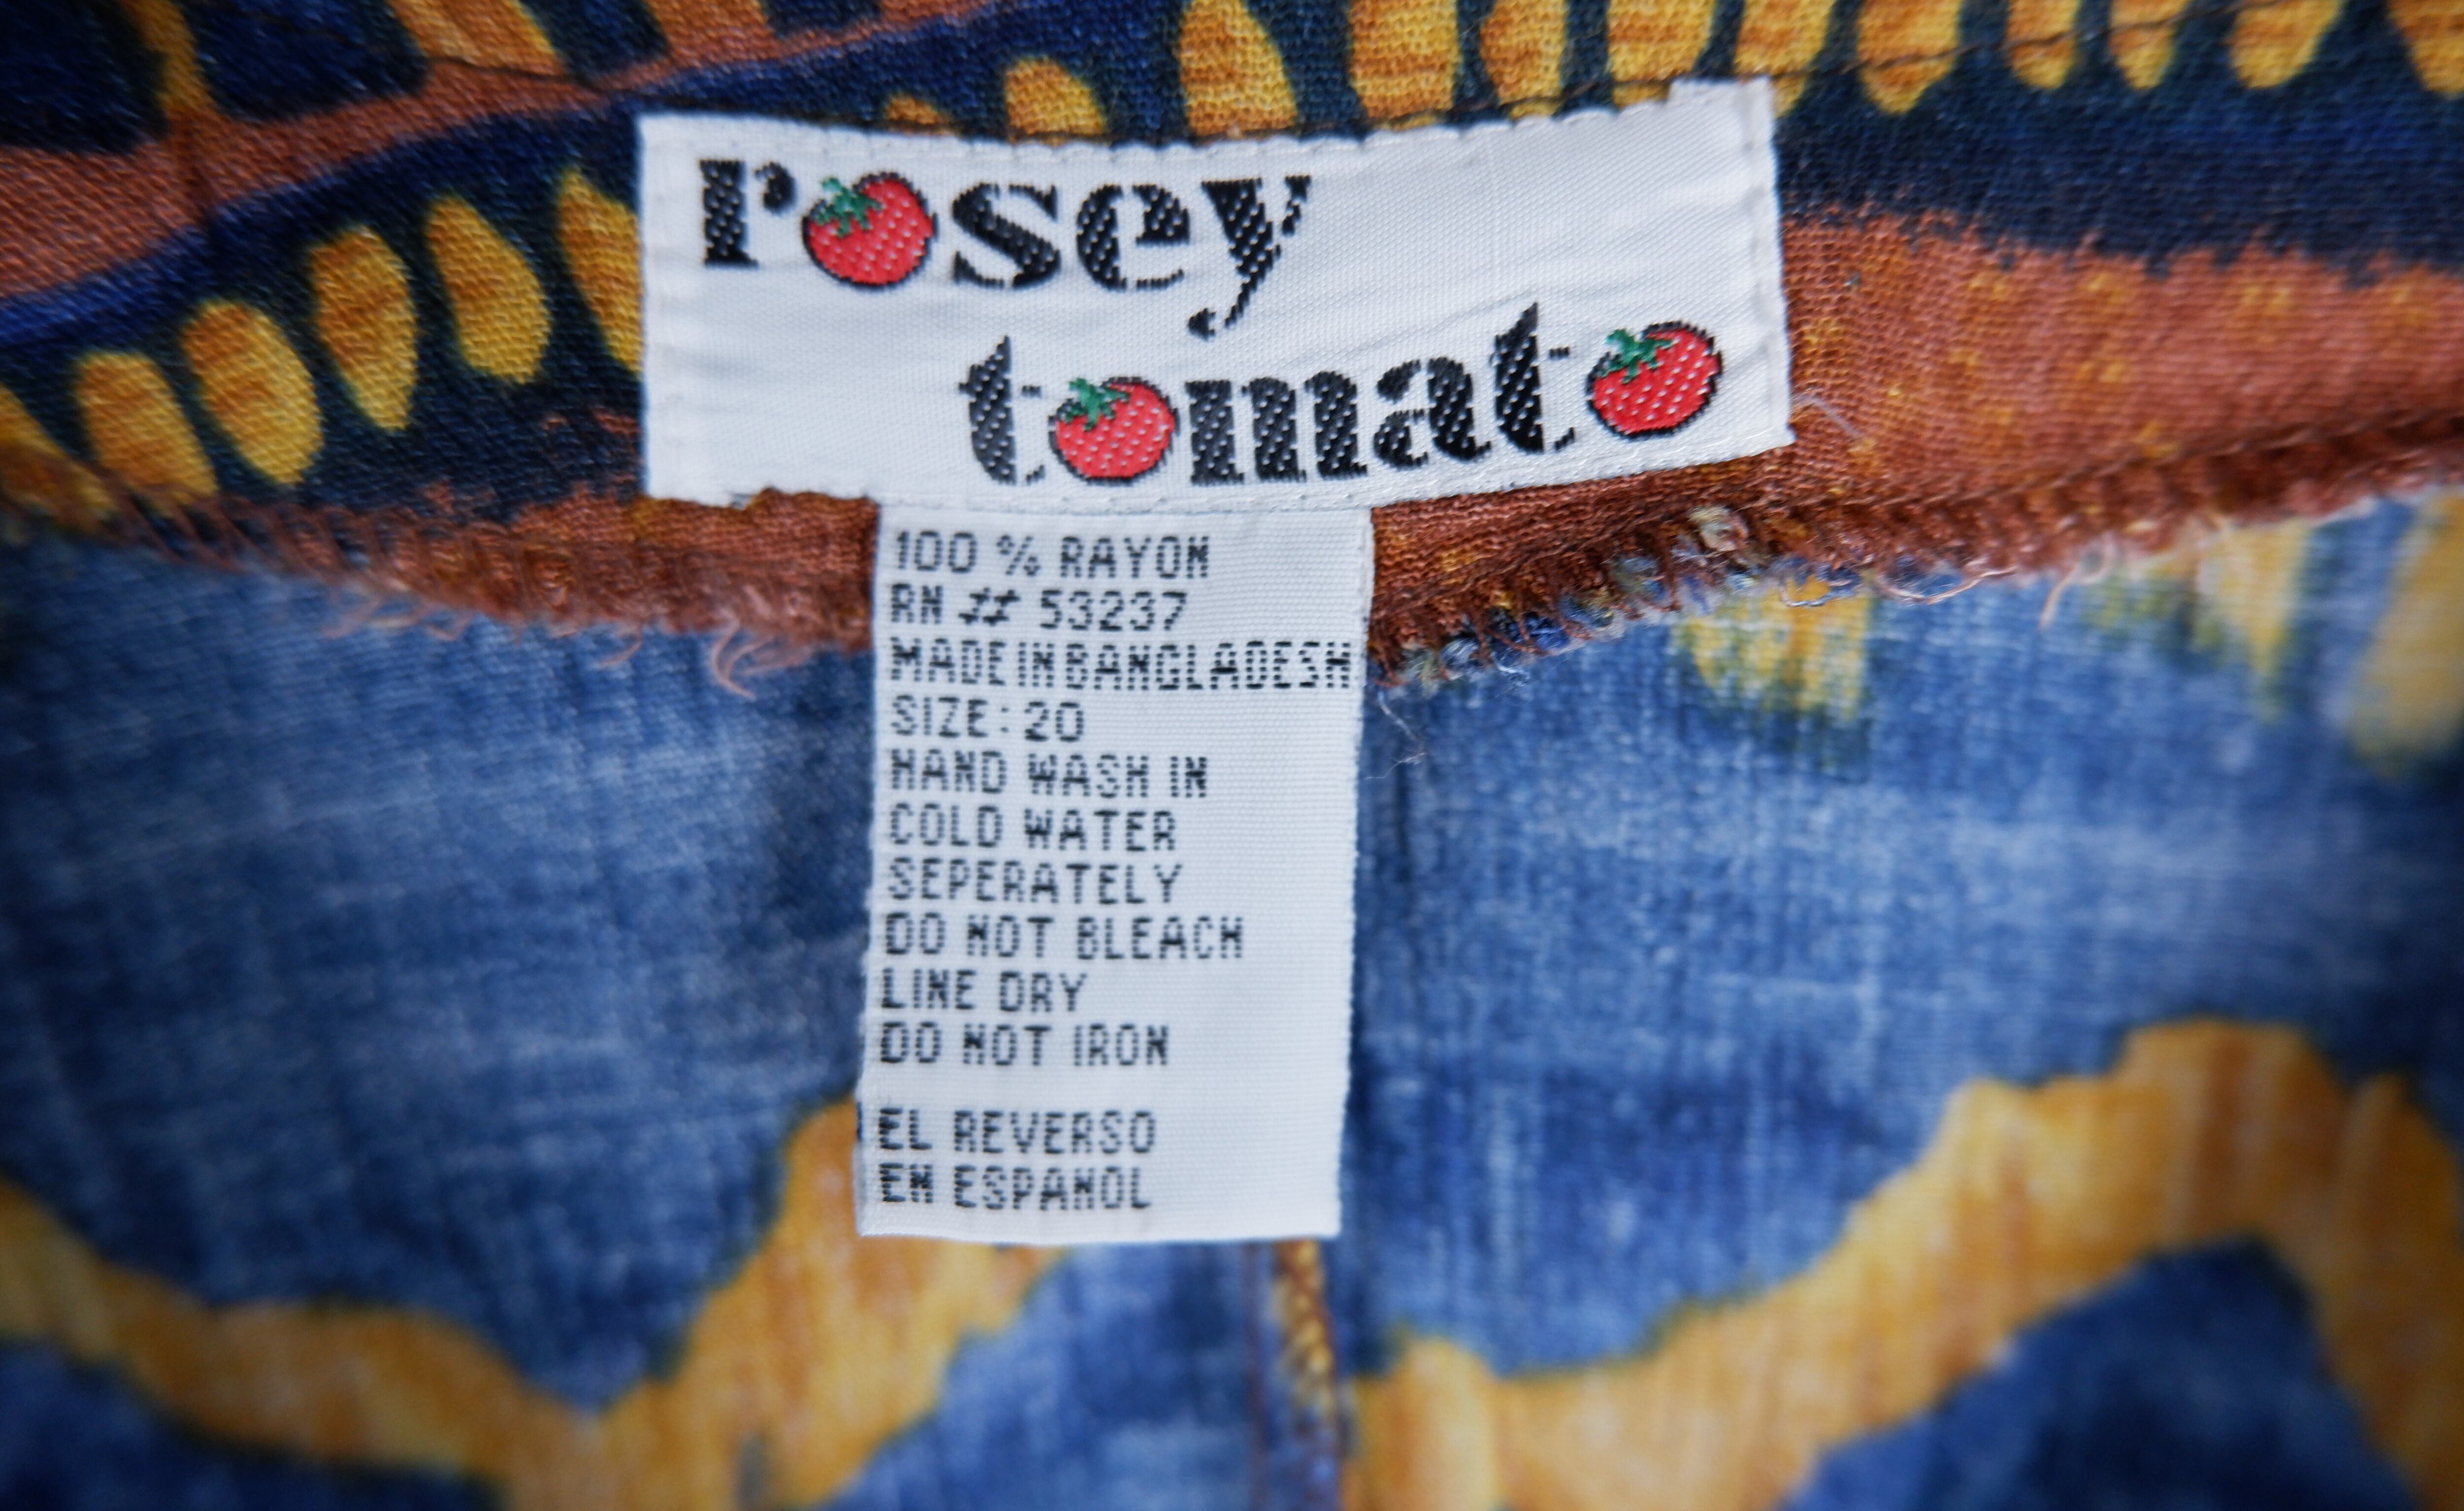 rosey
tomato
100 % RAYON
RN # 53237
MADE IN BANGLADESH
SIZE: 20
HAND WASH IN
COLD WATER
SEPERATELY
DO NOT BLEACH
LINE DRY
DO NOT IRON
EL REVERSO
EN ESPANOL